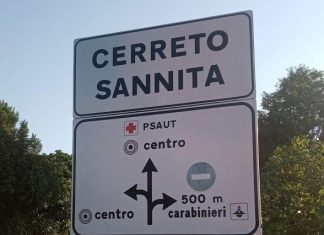 CERRETO
SANNITA
PSAUT
centro
500 m
centro
carabinieri